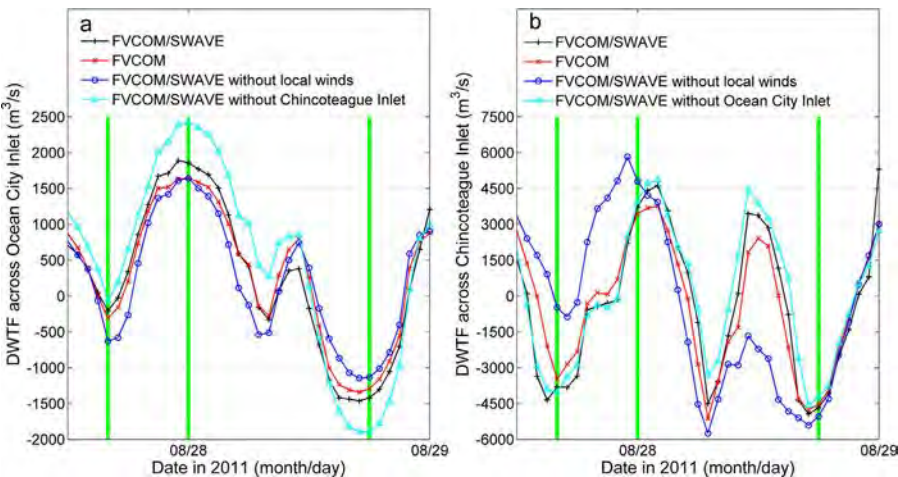 a
FVCOM/SWAVE
FVCOM
FVCOM/SWAVE without local winds
FVCOM/SWAVE without Chincoteague Inlet
DWTF across Ocean City Inlet (m³/s)
2500
2000
1500
1000
500
0
-500
-1000
-1500
-2000
08/28
08/29
Date in 2011 (month/day)
b
FVCOM/SWAVE
FVCOM
FVCOM/SWAVE without local winds
FVCOM/SWAVE without Ocean City Inlet
DWTF across Chincoteague Inlet (m³/s)
7500
6000
4500
3000
1500
0
-1500
-3000
-4500
-6000
08/28
08/29
Date in 2011 (month/day)